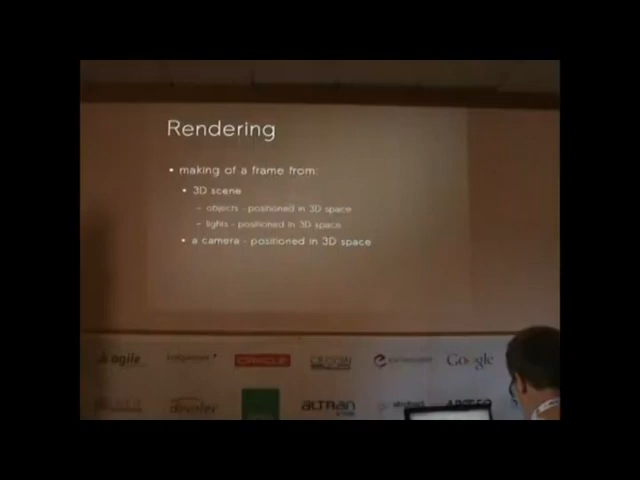 Rendering
• making of a frame from:
• 3D scene
– objects - positioned in 3D space
– lights - positioned in 3D space
• a camera - positioned in 3D space
agile
ORACLE
Google
ALTRAN